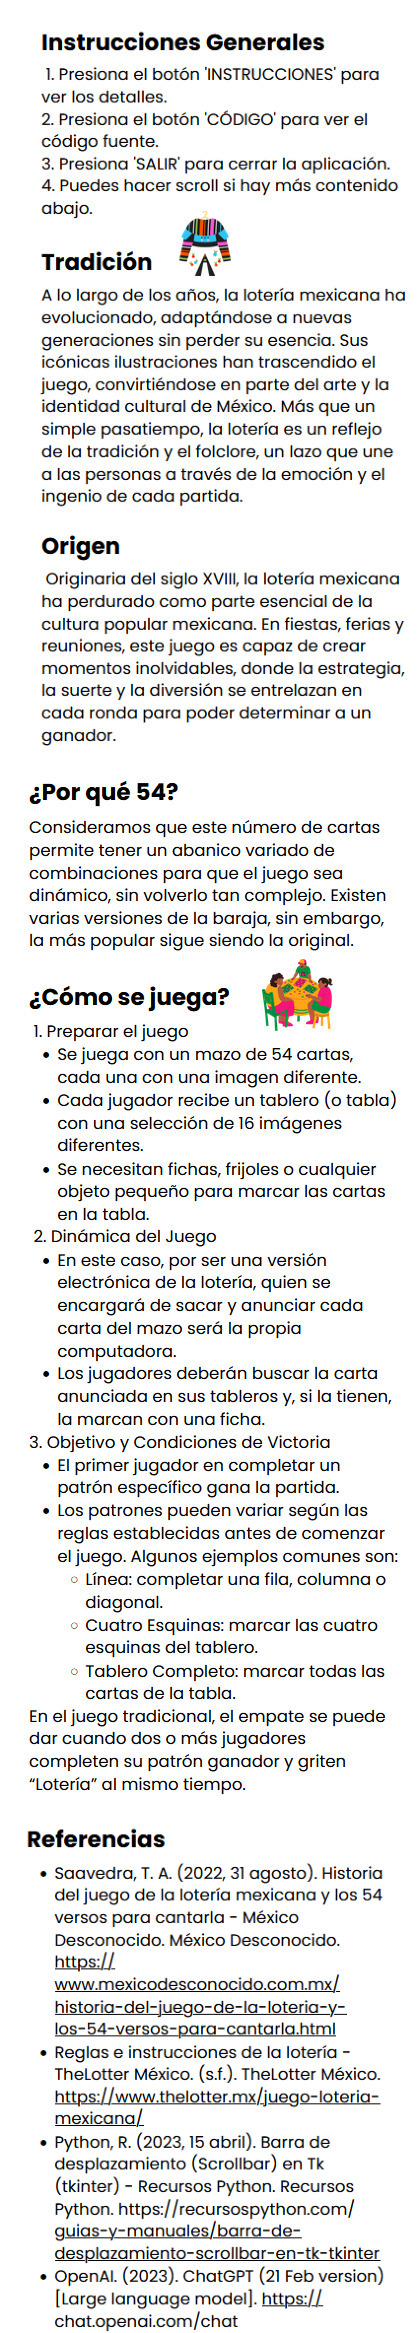 Instrucciones Generales
1. Presiona el botón 'INSTRUCCIONES' para
ver los detalles.
2. Presiona el botón 'CÓDIGO' para ver el
código fuente.
3. Presiona 'SALIR' para cerrar la aplicación.
4. Puedes hacer scroll si hay más contenido
abajo.
Tradición
A lo largo de los años, la lotería mexicana ha
evolucionado, adaptándose a nuevas
generaciones sin perder su esencia. Sus
icónicas ilustraciones han trascendido el
juego, convirtiéndose en parte del arte y la
identidad cultural de México. Más que un
simple pasatiempo, la lotería es un reflejo
de la tradición y el folclore, un lazo que une
a las personas a través de la emoción y el
ingenio de cada partida.
Origen
Originaria del siglo XVIII, la lotería mexicana
ha perdurado como parte esencial de la
cultura popular mexicana. En fiestas, ferias y
reuniones, este juego es capaz de crear
momentos inolvidables, donde la estrategia,
la suerte y la diversión se entrelazan en
cada ronda para poder determinar a un
ganador.
¿Por qué 54?
Consideramos que este número de cartas
permite tener un abanico variado de
combinaciones para que el juego sea
dinámico, sin volverlo tan complejo. Existen
varias versiones de la baraja, sin embargo,
la más popular sigue siendo la original.
¿Cómo se juega?
1. Preparar el juego
• Se juega con un mazo de 54 cartas,
cada una con una imagen diferente.
• Cada jugador recibe un tablero (o tabla)
con una selección de 16 imágenes
diferentes.
• Se necesitan fichas, frijoles o cualquier
objeto pequeño para marcar las cartas
en la tabla.
2. Dinámica del Juego
• En este caso, por ser una versión
electrónica de la lotería, quien se
encargará de sacar y anunciar cada
carta del mazo será la propia
computadora.
• Los jugadores deberán buscar la carta
anunciada en sus tableros y, si la tienen,
la marcan con una ficha.
3. Objetivo y Condiciones de Victoria
• El primer jugador en completar un
patrón específico gana la partida.
• Los patrones pueden variar según las
reglas establecidas antes de comenzar
el juego. Algunos ejemplos comunes son:
○ Línea: completar una fila, columna o
diagonal.
○ Cuatro Esquinas: marcar las cuatro
esquinas del tablero.
○ Tablero Completo: marcar todas las
cartas de la tabla.
En el juego tradicional, el empate se puede
dar cuando dos o más jugadores
completen su patrón ganador y griten
“Lotería” al mismo tiempo.
Referencias
• Saavedra, T. A. (2022, 31 agosto). Historia
del juego de la lotería mexicana y los 54
versos para cantarla - México
Desconocido. México Desconocido.
https://
www.mexicodesconocido.com.mx/
historia-del-juego-de-la-loteria-y-
los-54-versos-para-cantarla.html
• Reglas e instrucciones de la lotería -
TheLotter México. (s.f.). TheLotter México.
https://www.thelotter.mx/juego-loteria-
mexicana/
• Python, R. (2023, 15 abril). Barra de
desplazamiento (Scrollbar) en Tk
(tkinter) - Recursos Python. Recursos
Python. https://recursospython.com/
guias-y-manuales/barra-de-
desplazamiento-scrollbar-en-tk-tkinter
• OpenAI. (2023). ChatGPT (21 Feb version)
[Large language model]. https://
chat.openai.com/chat